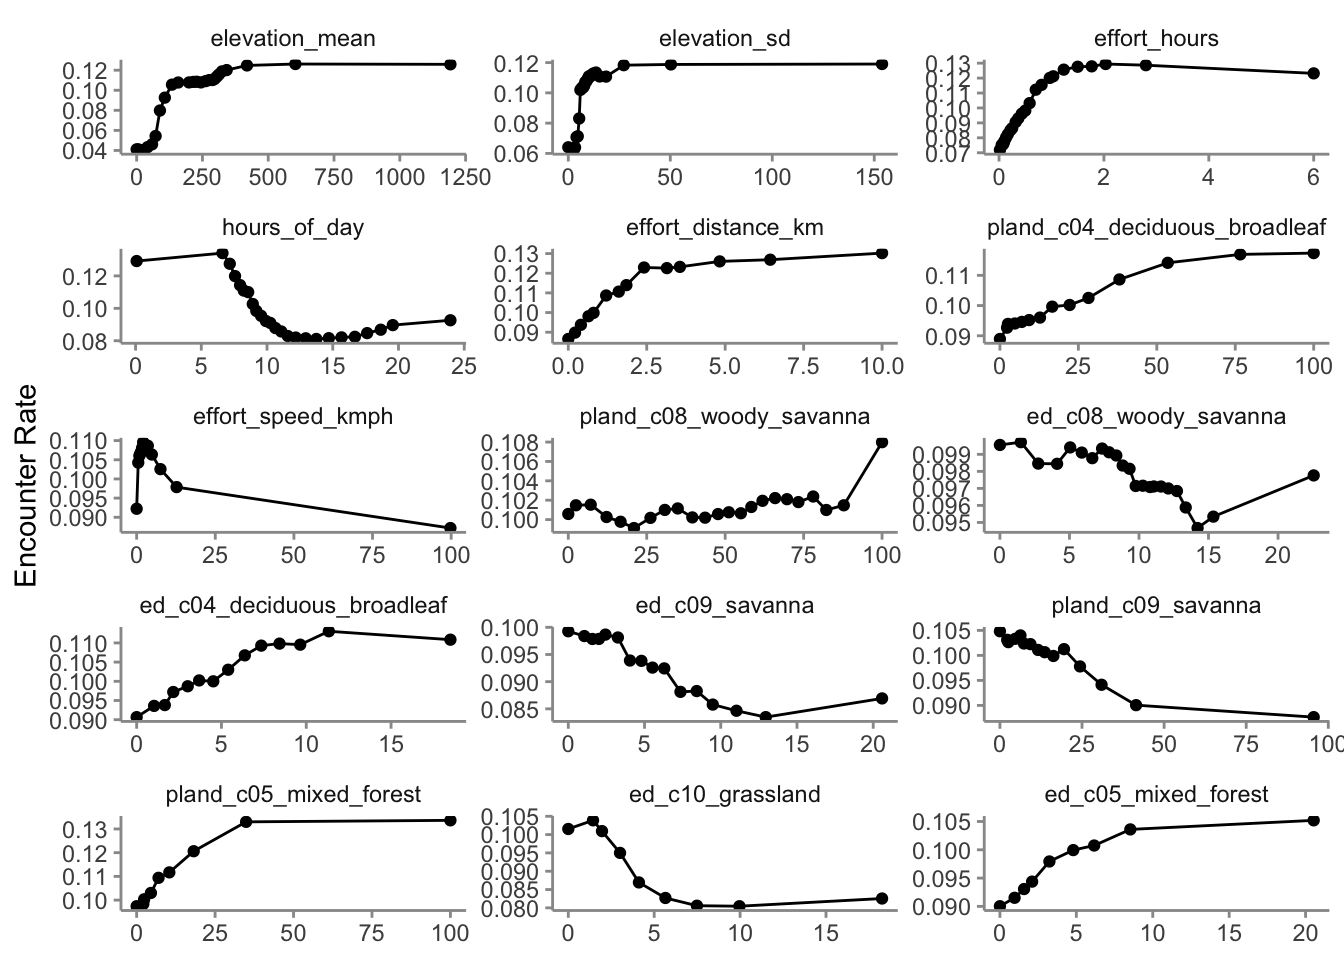 elevation_mean
0.12
0.10
0.08
0.06
0.04
0 250 500 750 1000 1250
elevation_sd
0.12
0.10
0.08
0.06
0 50 100 150
effort_hours
0.13
0.12
0.11
0.10
0.09
0.08
0.07
0 2 4 6
hours_of_day
0.12
0.10
0.08
0 5 10 15 20 25
effort_distance_km
0.13
0.12
0.11
0.10
0.09
0.0 2.5 5.0 7.5 10.0
pland_c04_deciduous_broadleaf
0.11
0.10
0.09
0 25 50 75 100
Encounter Rate
effort_speed_kmph
0.110
0.105
0.100
0.095
0.090
0 25 50 75 100
pland_c08_woody_savanna
0.108
0.106
0.104
0.102
0.100
0 25 50 75 100
ed_c08_woody_savanna
0.099
0.098
0.097
0.096
0.095
0 5 10 15 20
ed_c04_deciduous_broadleaf
0.110
0.105
0.100
0.095
0.090
0 5 10 15
ed_c09_savanna
0.100
0.095
0.090
0.085
0 5 10 15 20
pland_c09_savanna
0.105
0.100
0.095
0.090
0 25 50 75 100
pland_c05_mixed_forest
0.13
0.12
0.11
0.10
0 25 50 75 100
ed_c10_grassland
0.105
0.100
0.095
0.090
0.085
0.080
0 5 10 15
ed_c05_mixed_forest
0.105
0.100
0.095
0.090
0 5 10 15 20